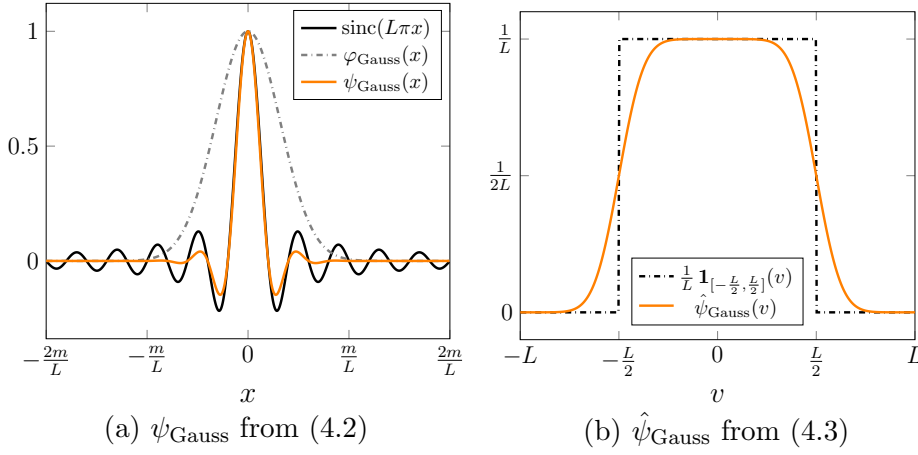 1
0.5
0
sinc(Lπx)
φ_Gauss(x)
ψ_Gauss(x)
−2m/L −m/L 0 m/L 2m/L
x
(a) ψ_Gauss from (4.2)
1/L
1/2L
0
1/L 𝟏_[−L/2, L/2](v)
ψ̂_Gauss(v)
−L −L/2 0 L/2 L
v
(b) ψ̂_Gauss from (4.3)